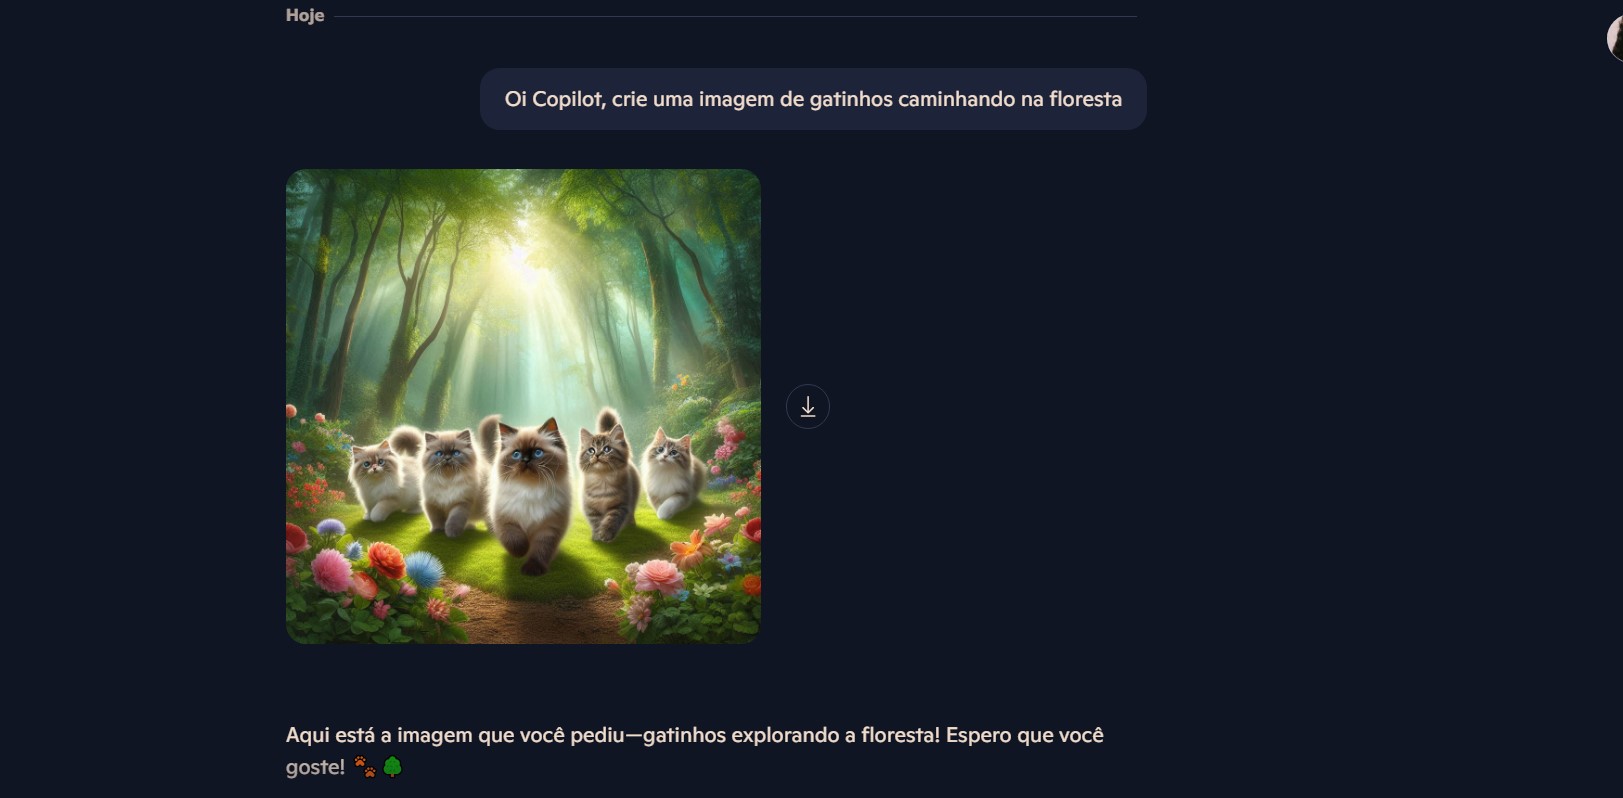 Hoje
Oi Copilot, crie uma imagem de gatinhos caminhando na floresta
Aqui está a imagem que você pediu—gatinhos explorando a floresta! Espero que você
goste! 🐾🌳